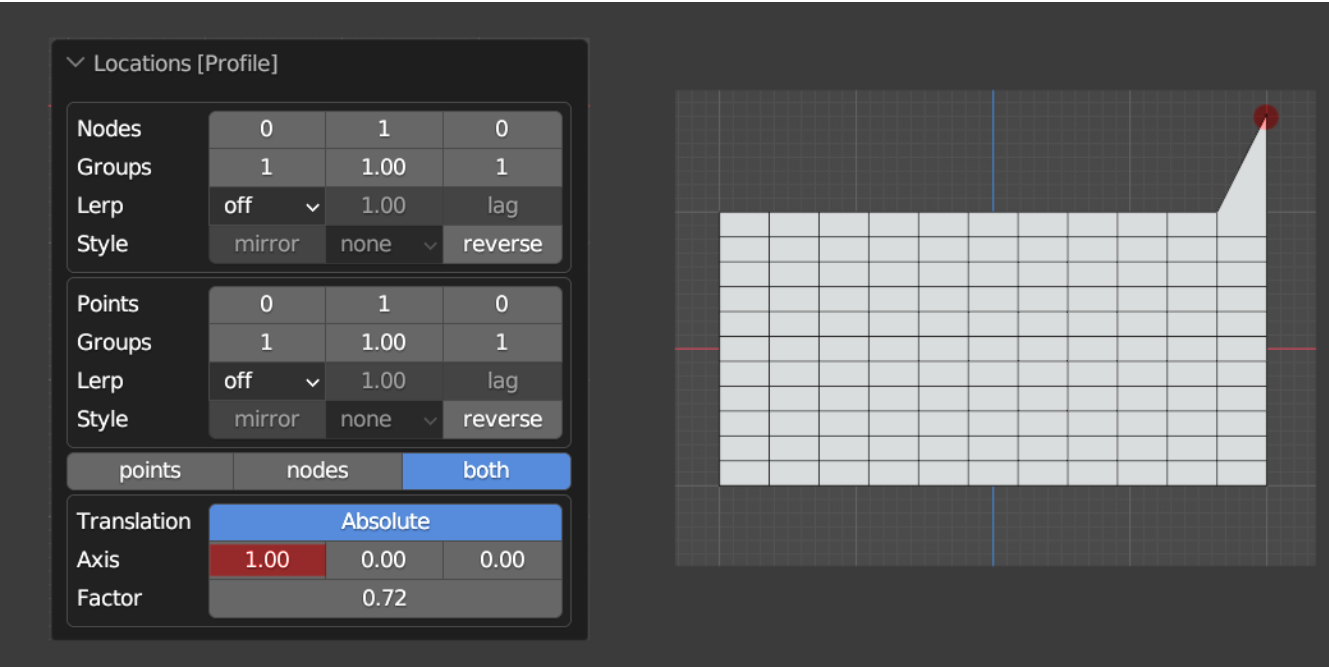 Locations [Profile]
Nodes 0 1 0
Groups 1 1.00 1
Lerp off 1.00 lag
Style mirror none reverse
Points 0 1 0
Groups 1 1.00 1
Lerp off 1.00 lag
Style mirror none reverse
points nodes both
Translation Absolute
Axis 1.00 0.00 0.00
Factor 0.72